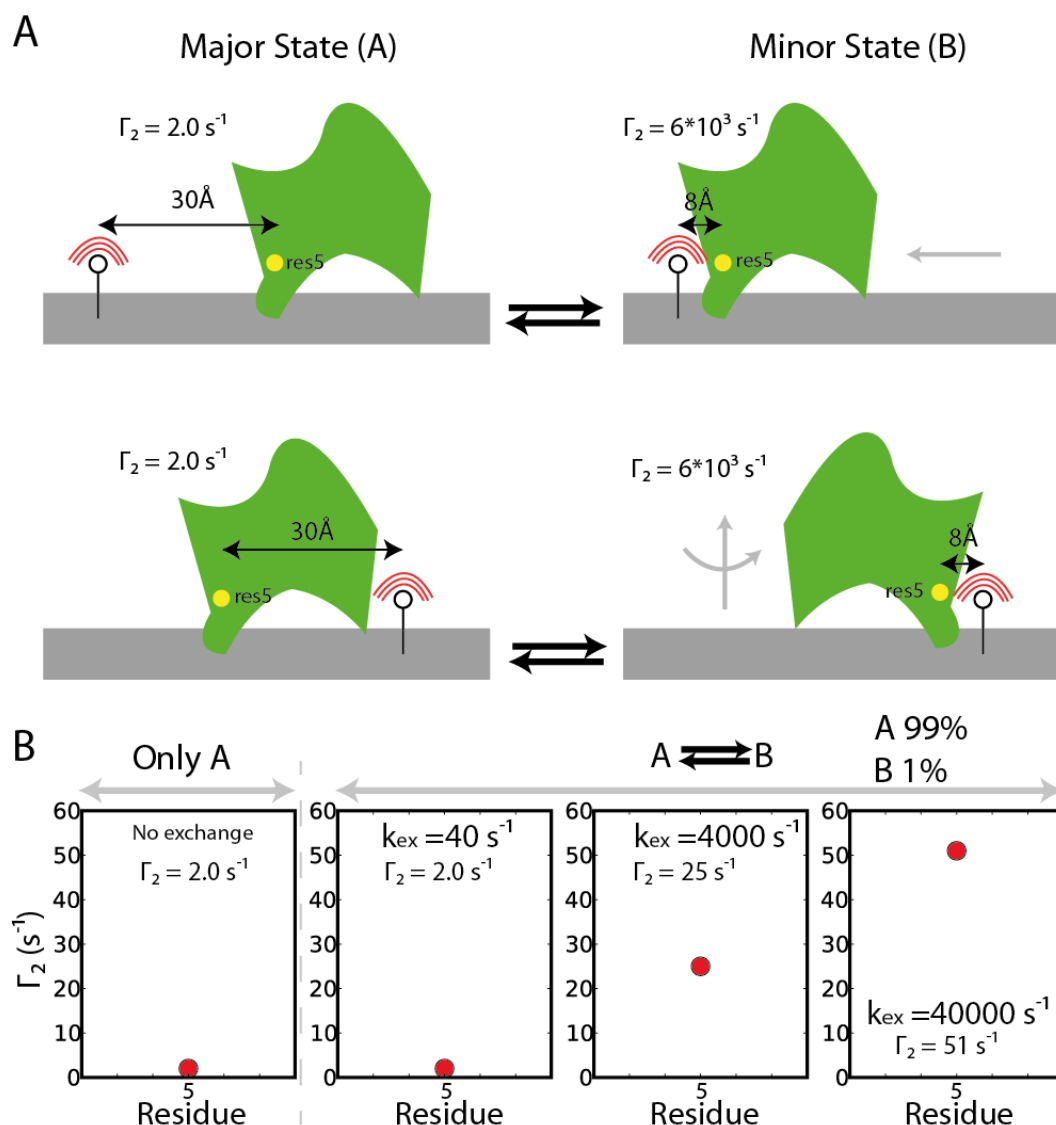 A
Major State (A)
Minor State (B)
Γ₂ = 2.0 s⁻¹
30Å
res5
Γ₂ = 6*10³ s⁻¹
8Å
res5
Γ₂ = 2.0 s⁻¹
30Å
res5
Γ₂ = 6*10³ s⁻¹
8Å
res5
B
Only A
A B
A 99%
B 1%
Γ₂ (s⁻¹)
60
50
40
30
20
10
0
No exchange
Γ₂ = 2.0 s⁻¹
5
Residue
60
50
40
30
20
10
0
kex =40 s⁻¹
Γ₂ = 2.0 s⁻¹
5
Residue
60
50
40
30
20
10
0
kex =4000 s⁻¹
Γ₂ = 25 s⁻¹
5
Residue
60
50
40
30
20
10
0
kex =40000 s⁻¹
Γ₂ = 51 s⁻¹
5
Residue